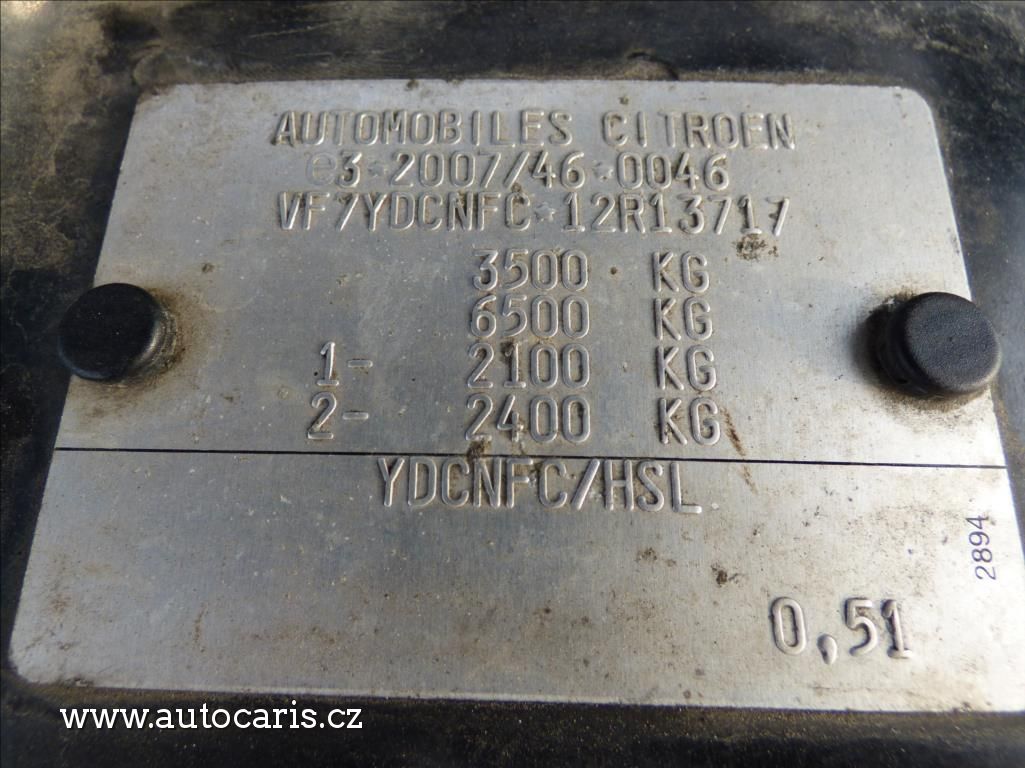 AUTOMOBILES CITROEN
e3*2007/46*0046
VF7YDCNFC*12R13717
3500 KG
6500 KG
1- 2100 KG
2- 2400 KG
YDCNFC/HSL
2894
0,51
www.autocaris.cz